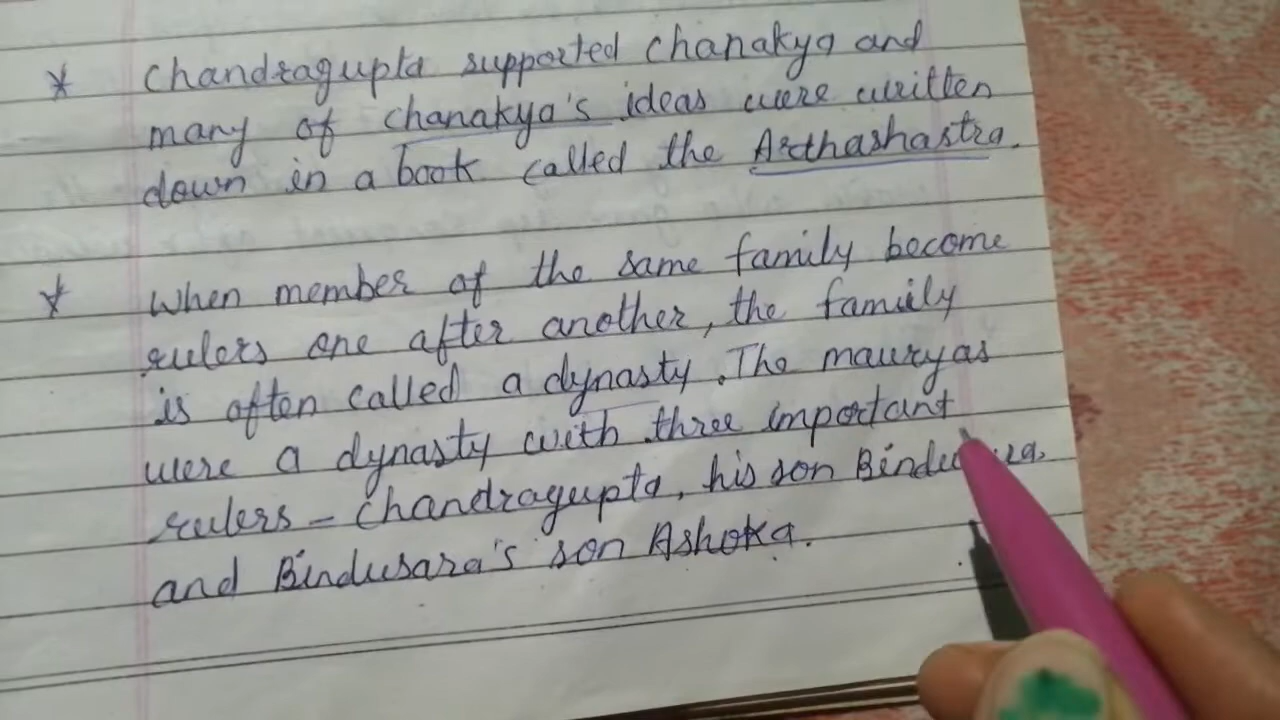 * Chandragupta supported Chanakya and
many of Chanakya's ideas were written
down in a book called the Arthashastra.
* When member of the same family become
rulers one after another, the family
is often called a dynasty. The mauryas
were a dynasty with three important
rulers - Chandragupta, his son
and Bindusara's son Ashoka.